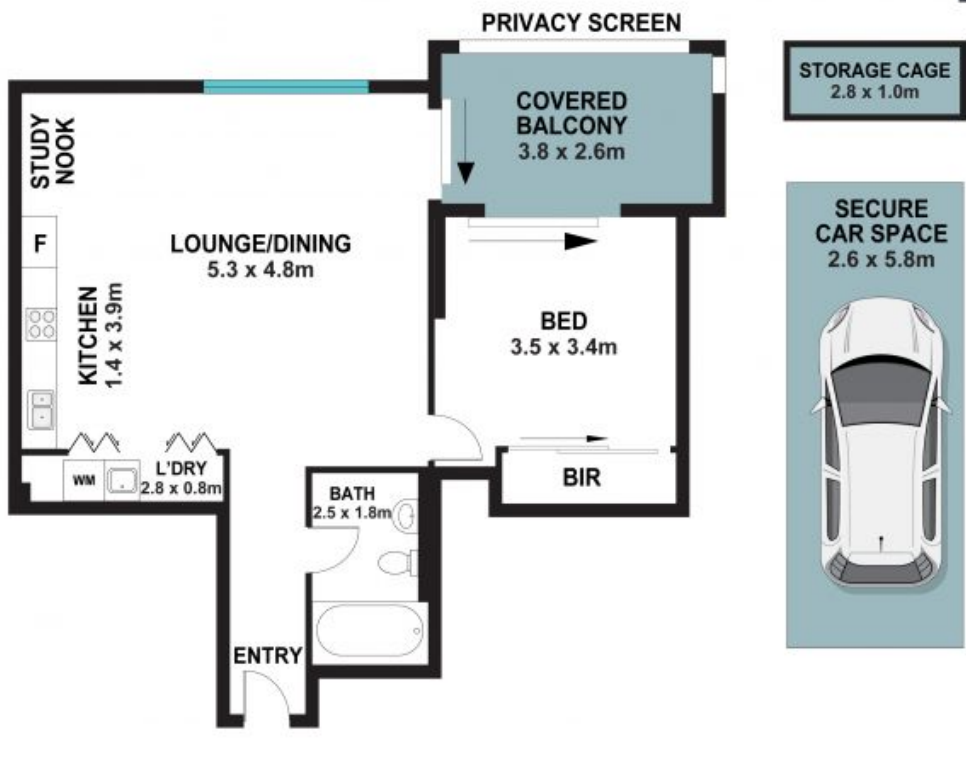 PRIVACY SCREEN
STORAGE CAGE
2.8 x 1.0m
COVERED
BALCONY
3.8 x 2.6m
STUDY
NOOK
SECURE
CAR SPACE
2.6 x 5.8m
F
LOUNGE/DINING
5.3 x 4.8m
KITCHEN
1.4 x 3.9m
BED
3.5 x 3.4m
WM
L'DRY
2.8 x 0.8m
BIR
BATH
2.5 x 1.8m
ENTRY